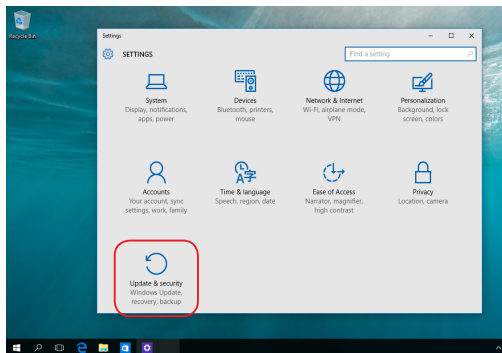 Recycle Bin
Settings
SETTINGS
Find a setting
System
Display, notifications,
apps, power
Devices
Bluetooth, printers,
mouse
Network & Internet
Wi-Fi, airplane mode,
VPN
Personalization
Background, lock
screen, colors
Accounts
Your account, sync
settings, work, family
Time & language
Speech, region, date
Ease of Access
Narrator, magnifier,
high contrast
Privacy
Location, camera
Update & security
Windows Update,
recovery, backup